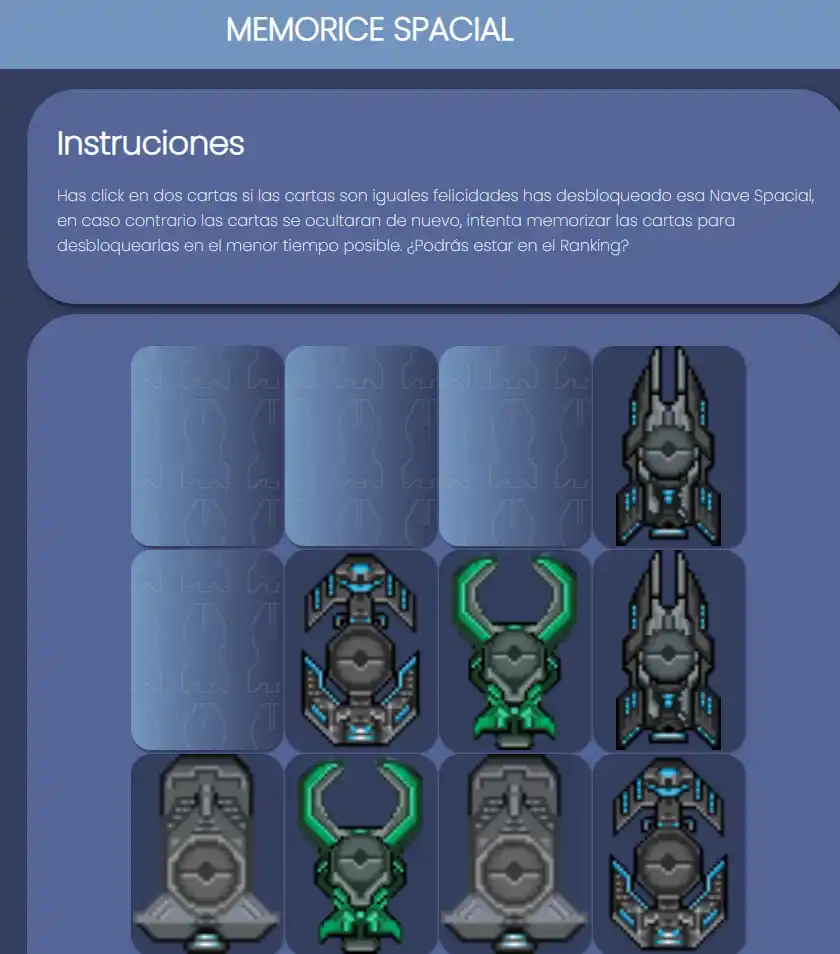 MEMORICE SPACIAL
Instruciones
Has click en dos cartas si las cartas son iguales felicidades has desbloqueado esa Nave Spacial,
en caso contrario las cartas se ocultaran de nuevo, intenta memorizar las cartas para
desbloquearlas en el menor tiempo posible. ¿Podrás estar en el Ranking?